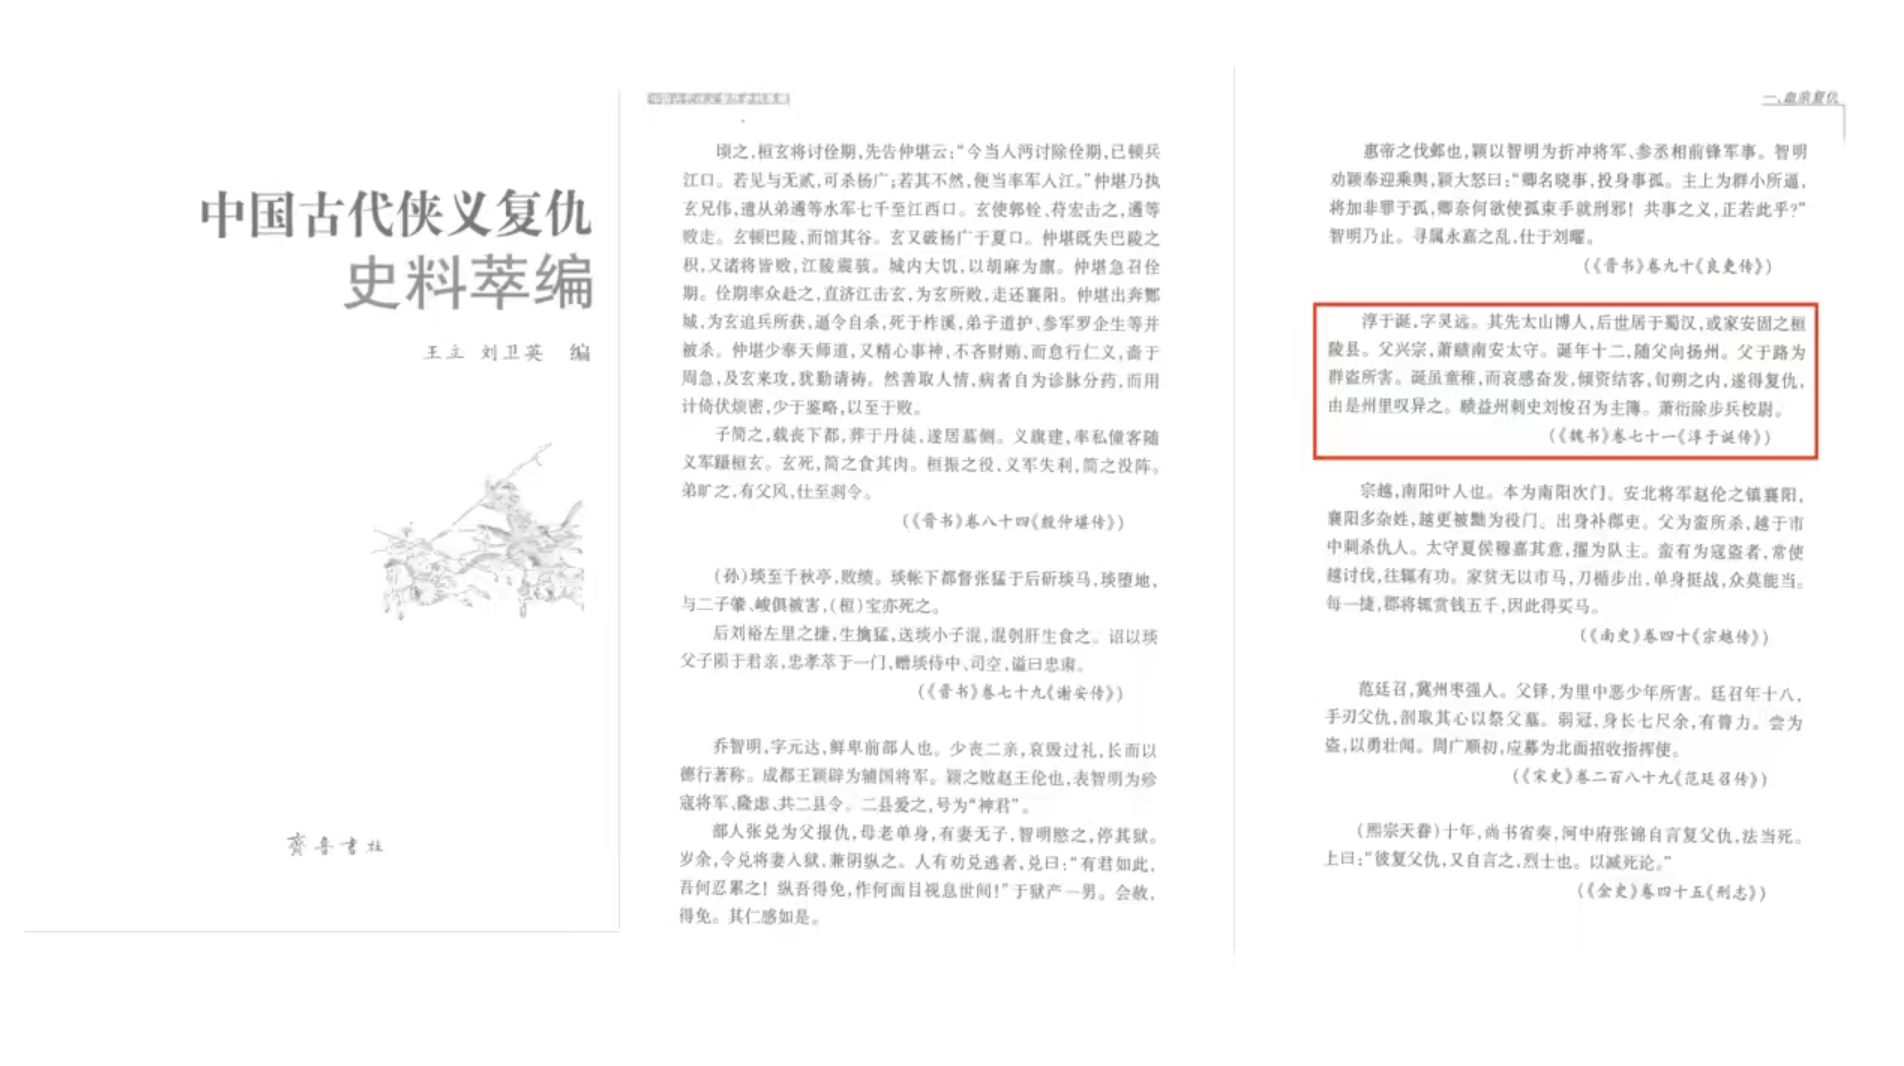 中国古代侠义复仇
史料萃编
王立 刘卫英 编
齊鲁書社
中国古代侠义复仇史料萃编
顷之,桓玄将讨佺期,先告仲堪云:“今当入沔讨除佺期,已顿兵
江口。若见与无贰,可杀杨广;若其不然,便当率军入江。”仲堪乃执
玄兄伟,遣从弟遹等水军七千至江西口。玄使郭铨、苻宏击之,遹等
败走。玄顿巴陵,而馆其谷。玄又破杨广于夏口。仲堪既失巴陵之
积,又诸将皆败,江陵震骇。城内大饥,以胡麻为廪。仲堪急召佺
期。佺期率众赴之,直济江击玄,为玄所败,走还襄阳。仲堪出奔酂
城,为玄追兵所获,逼令自杀,死于柞溪,弟子道护、参军罗企生等并
被杀。仲堪少奉天师道,又精心事神,不吝财贿,而怠行仁义,啬于
周急,及玄来攻,犹勤请祷。然善取人情,病者自为诊脉分药,而用
计倚伏烦密,少于鉴略,以至于败。
子简之,载丧下都,葬于丹徒,遂居墓侧。义旗建,率私僮客随
义军蹑桓玄。玄死,简之食其肉。桓振之役,义军失利,简之没阵。
弟旷之,有父风,仕至剡令。
(《晋书》卷八十四《殷仲堪传》)
(孙)琰至千秋亭,败绩。琰帐下都督张猛于后斫琰马,琰堕地,
与二子肇、峻俱被害,(桓)宝亦死之。
后刘裕左里之捷,生擒猛,送琰小子混,混刳肝生食之。诏以琰
父子陨于君亲,忠孝萃于一门,赠琰侍中、司空,谥曰忠肃。
(《晋书》卷七十九《谢安传》)
乔智明,字元达,鲜卑前部人也。少丧二亲,哀毁过礼,长而以
德行著称。成都王颖辟为辅国将军。颖之败赵王伦也,表智明为殄
寇将军、隆虑、共二县令。二县爱之,号为“神君”。
部人张兑为父报仇,母老单身,有妻无子,智明愍之,停其狱。
岁余,令兑将妻入狱,兼阴纵之。人有劝兑逃者,兑曰:“有君如此,
吾何忍累之！纵吾得免,作何面目视息世间！”于狱产一男。会赦,
得免。其仁感如是。
一、血亲复仇
惠帝之伐邺也,颖以智明为折冲将军、参丞相前锋军事。智明
劝颖奉迎乘舆,颖大怒曰:“卿名晓事,投身事孤。主上为群小所逼,
将加非罪于孤,卿奈何欲使孤束手就刑邪！共事之义,正若此乎?”
智明乃止。寻属永嘉之乱,仕于刘曜。
(《晋书》卷九十《良吏传》)
淳于诞,字灵远。其先太山博人,后世居于蜀汉,或家安固之桓
陵县。父兴宗,萧赜南安太守。诞年十二,随父向扬州。父于路为
群盗所害。诞虽童稚,而哀感奋发,倾资结客,旬朔之内,遂得复仇,
由是州里叹异之。赜益州刺史刘悛召为主簿。萧衍除步兵校尉。
(《魏书》卷七十一《淳于诞传》)
宗越,南阳叶人也。本为南阳次门。安北将军赵伦之镇襄阳,
襄阳多杂姓,越更被黜为役门。出身补郡吏。父为蛮所杀,越于市
中刺杀仇人。太守夏侯穆嘉其意,擢为队主。蛮有为寇盗者,常使
越讨伐,往辄有功。家贫无以市马,刀楯步出,单身挺战,众莫能当。
每一捷,郡将辄赏钱五千,因此得买马。
(《南史》卷四十《宗越传》)
范廷召,冀州枣强人。父铎,为里中恶少年所害。廷召年十八,
手刃父仇,剖取其心以祭父墓。弱冠,身长七尺余,有膂力。尝为
盗,以勇壮闻。周广顺初,应募为北面招收指挥使。
(《宋史》卷二百八十九《范廷召传》)
(熙宗天眷)十年,尚书省奏,河中府张锦自言复父仇,法当死。
上曰:“彼复父仇,又自言之,烈士也。以减死论。”
(《金史》卷四十五《刑志》)